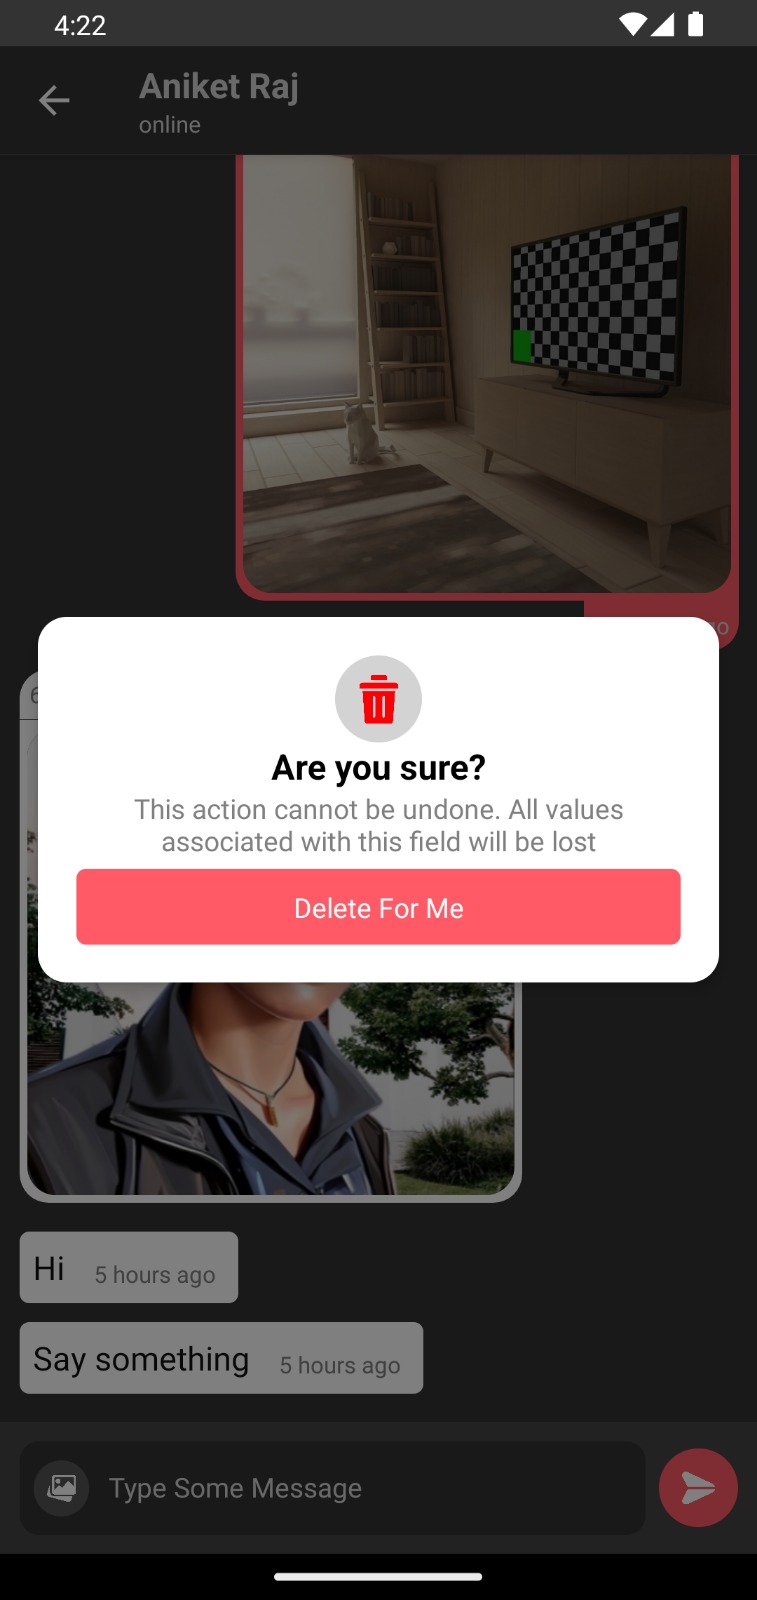 4:22
Aniket Raj
online
Are you sure?
This action cannot be undone. All values
associated with this field will be lost
Delete For Me
Hi 5 hours ago
Say something 5 hours ago
Type Some Message